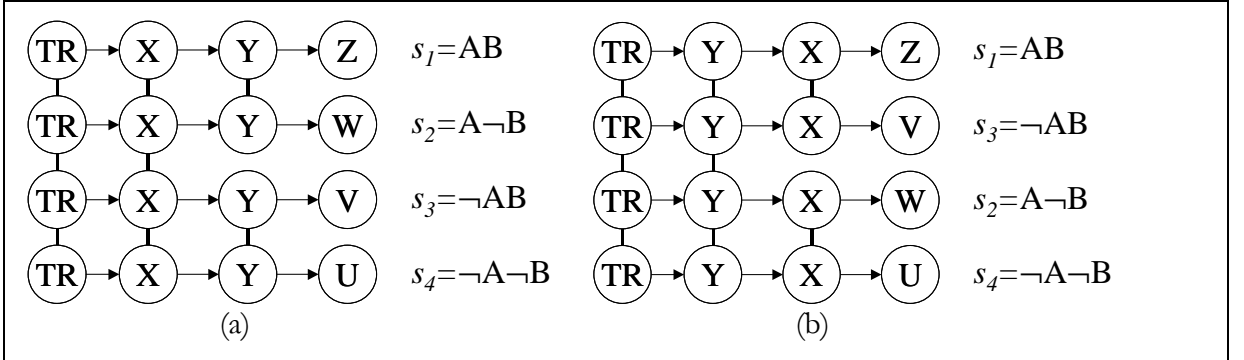 TR X Y Z s1=AB TR Y X Z s1=AB
TR X Y W s2=A¬B TR Y X V s3=¬AB
TR X Y V s3=¬AB TR Y X W s2=A¬B
TR X Y U s4=¬A¬B TR Y X U s4=¬A¬B
(a) (b)